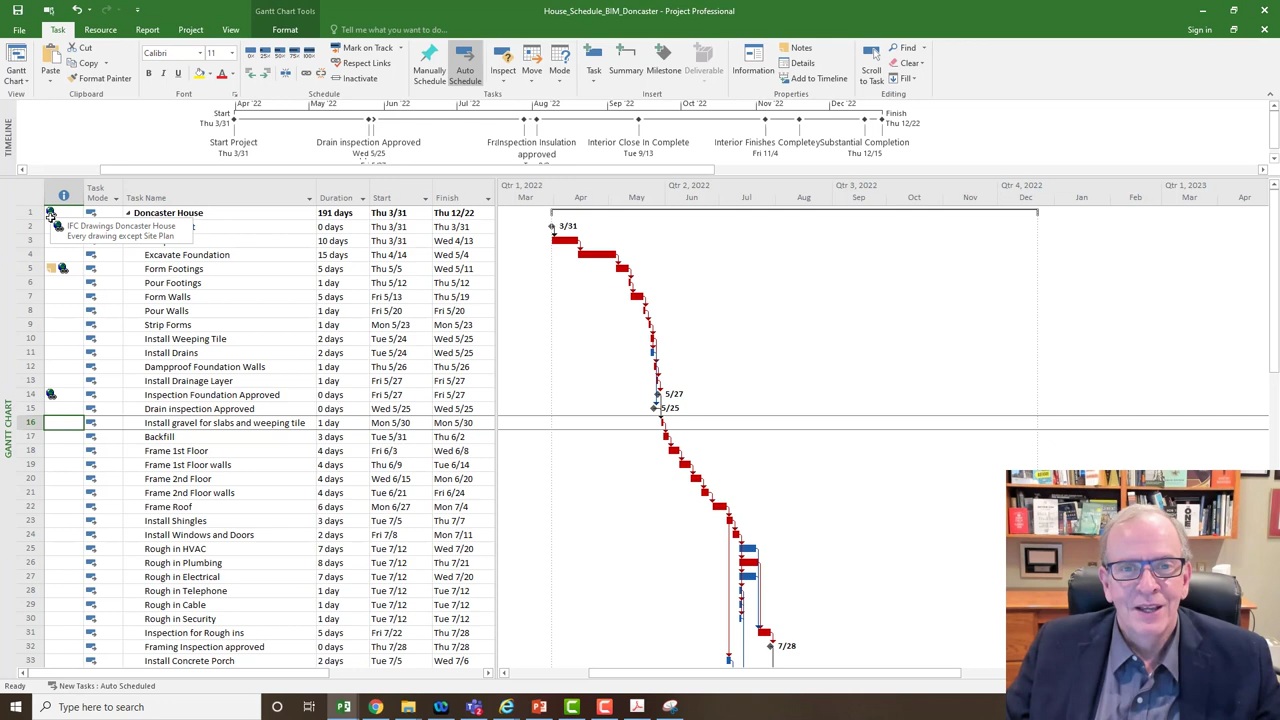 Gantt Chart Tools
House_Schedule_BIM_Doncaster - Project Professional
File Task Resource Report Project View Format Tell me what you want to do... Sign in
Gantt Chart
Paste
Cut
Copy
Format Painter
Calibri 11
B I U A
Mark on Track
Respect Links
Inactivate
Manually Schedule
Auto Schedule
Inspect
Move
Mode
Task
Summary
Milestone
Deliverable
Information
Notes
Details
Add to Timeline
Scroll to Task
Find
Clear
Fill
View Clipboard Font Schedule Tasks Insert Properties Editing
TIMELINE
Apr '22 May '22 Jun '22 Jul '22 Aug '22 Sep '22 Oct '22 Nov '22 Dec '22
Start
Thu 3/31
Finish
Thu 12/22
Start Project
Thu 3/31
Drain inspection Approved
Wed 5/25
Inspection Insulation approved
Interior Close In Complete
Tue 9/13
Interior Finishes Completey
Fri 11/4
Substantial Completion
Thu 12/15
GANTT CHART
Task Mode Task Name Duration Start Finish
Qtr 1, 2022 Qtr 2, 2022 Qtr 3, 2022 Qtr 4, 2022 Qtr 1, 2023
Mar Apr May Jun Jul Aug Sep Oct Nov Dec Jan Feb Mar Apr
1 Doncaster House 191 days Thu 3/31 Thu 12/22
IFC Drawings Doncaster House
Every drawing except Site Plan
2 0 days Thu 3/31 Thu 3/31 3/31
3 10 days Thu 3/31 Wed 4/13
4 Excavate Foundation 15 days Thu 4/14 Wed 5/4
5 Form Footings 5 days Thu 5/5 Wed 5/11
6 Pour Footings 1 day Thu 5/12 Thu 5/12
7 Form Walls 5 days Fri 5/13 Thu 5/19
8 Pour Walls 1 day Fri 5/20 Fri 5/20
9 Strip Forms 1 day Mon 5/23 Mon 5/23
10 Install Weeping Tile 2 days Tue 5/24 Wed 5/25
11 Install Drains 2 days Tue 5/24 Wed 5/25
12 Dampproof Foundation Walls 1 day Thu 5/26 Thu 5/26
13 Install Drainage Layer 1 day Fri 5/27 Fri 5/27
14 Inspection Foundation Approved 0 days Fri 5/27 Fri 5/27 5/27
15 Drain inspection Approved 0 days Wed 5/25 Wed 5/25 5/25
16 Install gravel for slabs and weeping tile 1 day Mon 5/30 Mon 5/30
17 Backfill 3 days Tue 5/31 Thu 6/2
18 Frame 1st Floor 4 days Fri 6/3 Wed 6/8
19 Frame 1st Floor walls 4 days Thu 6/9 Tue 6/14
20 Frame 2nd Floor 4 days Wed 6/15 Mon 6/20
21 Frame 2nd Floor walls 4 days Tue 6/21 Fri 6/24
22 Frame Roof 6 days Mon 6/27 Mon 7/4
23 Install Shingles 3 days Tue 7/5 Thu 7/7
24 Install Windows and Doors 2 days Fri 7/8 Mon 7/11
25 Rough in HVAC 7 days Tue 7/12 Wed 7/20
26 Rough in Plumbing 8 days Tue 7/12 Thu 7/21
27 Rough in Electrical 7 days Tue 7/12 Wed 7/20
28 Rough in Telephone 1 day Tue 7/12 Tue 7/12
29 Rough in Cable 1 day Tue 7/12 Tue 7/12
30 Rough in Security 1 day Tue 7/12 Tue 7/12
31 Inspection for Rough ins 5 days Fri 7/22 Thu 7/28
32 Framing Inspection approved 0 days Thu 7/28 Thu 7/28 7/28
33 Install Concrete Porch 2 days Tue 7/5 Wed 7/6
Ready New Tasks : Auto Scheduled
Type here to search